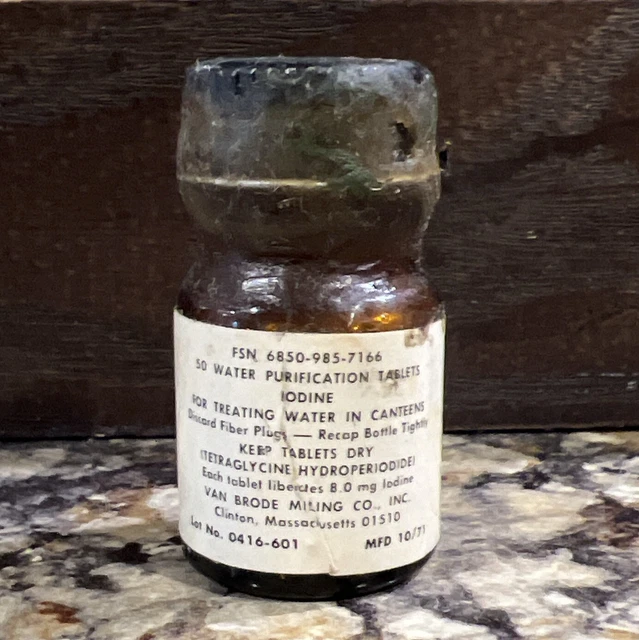 FSN 6850-985-7166
50 WATER PURIFICATION TABLETS
IODINE
FOR TREATING WATER IN CANTEENS
Discard Fiber Plugs — Recap Bottle Tightly
KEEP TABLETS DRY
(TETRAGLYCINE HYDROPERIODIDE)
Each tablet liberates 8.0 mg Iodine
VAN BRODE MILLING CO., INC.
Clinton, Massachusetts 01510
Lot No. 0416-601 MFD 10/71